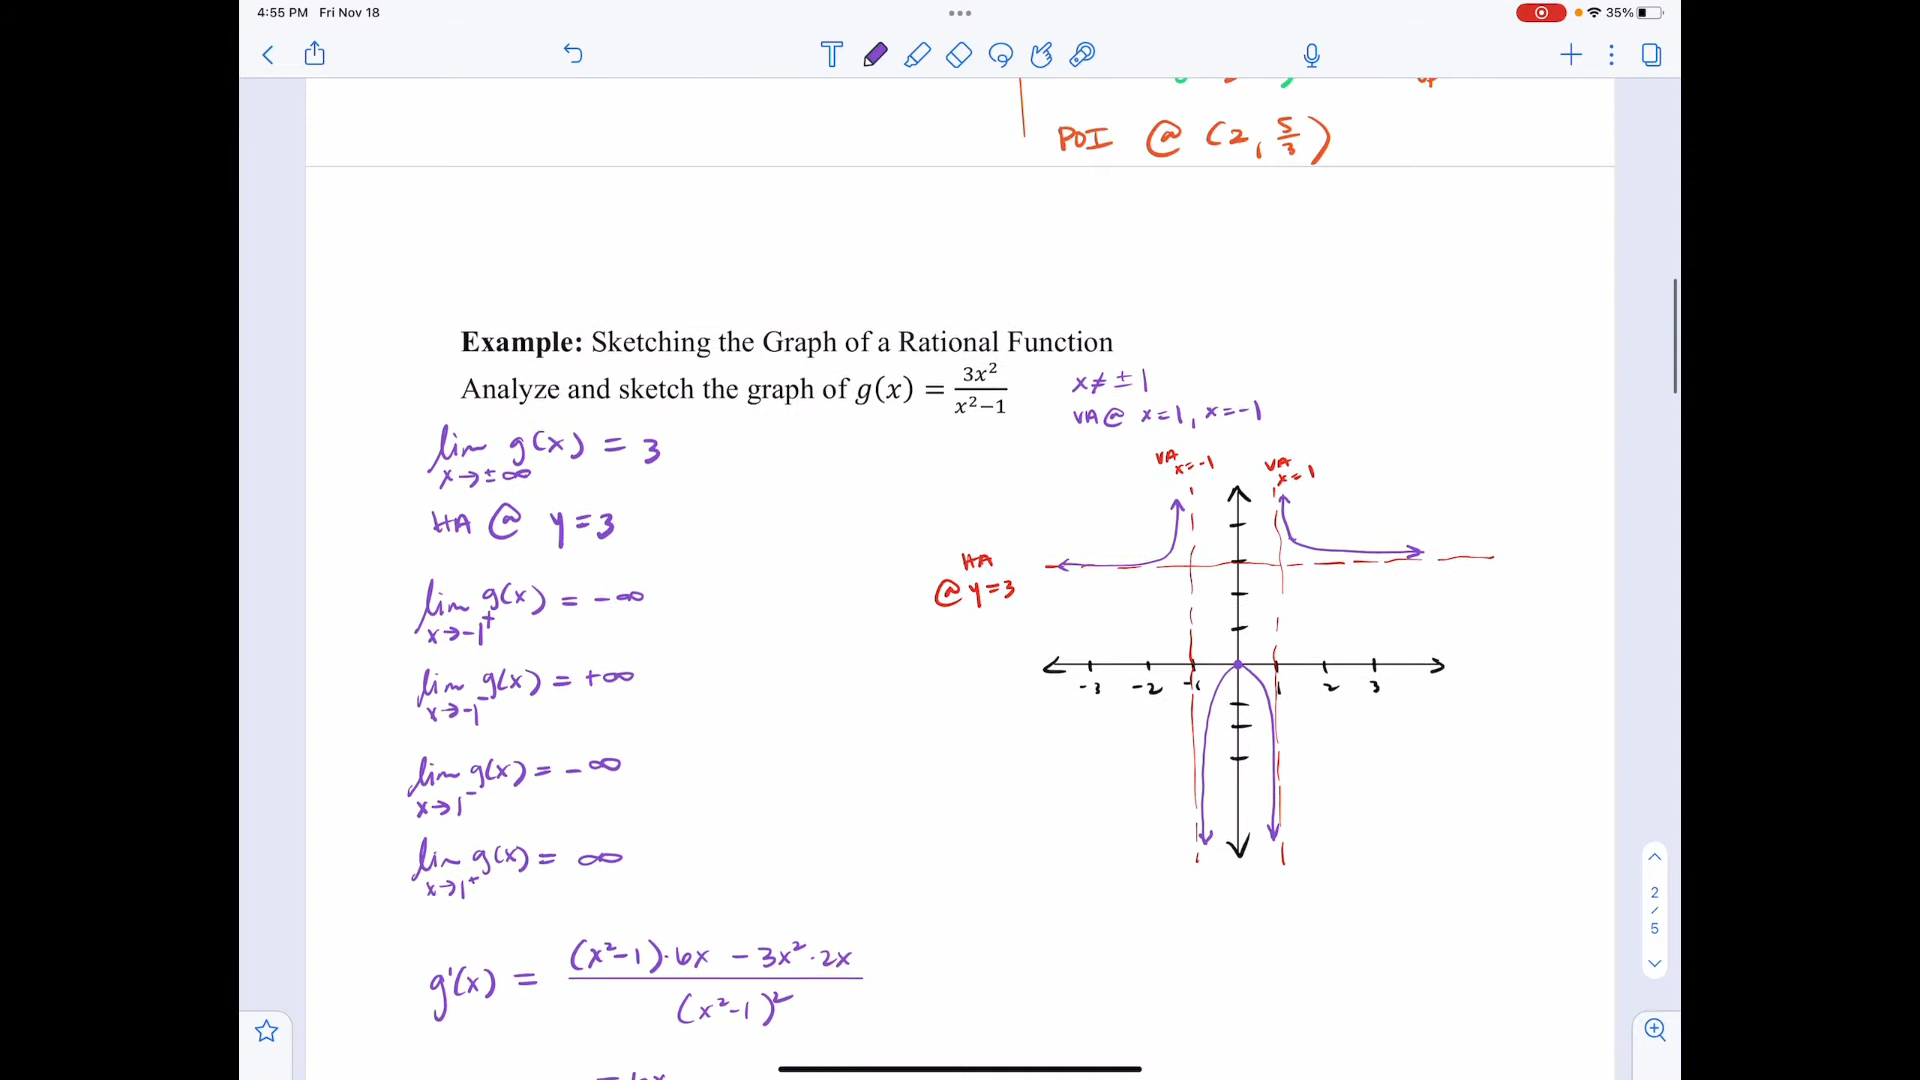 4:55 PM Fri Nov 18
35%
POI @ (2, 5/3)
Example: Sketching the Graph of a Rational Function
Analyze and sketch the graph of g(x) = 3x²/(x²−1)
x ≠ ±1
VA @ x=1, x=-1
lim x→±∞ g(x) = 3
HA @ y=3
lim x→-1⁺ g(x) = -∞
lim x→-1⁻ g(x) = +∞
lim x→1⁻ g(x) = -∞
lim x→1⁺ g(x) = ∞
g'(x) = ((x²-1)·6x - 3x²·2x)/(x²-1)²
VA x=-1
VA x=1
HA @ y=3
-3 -2 -1 1 2 3
2 / 5